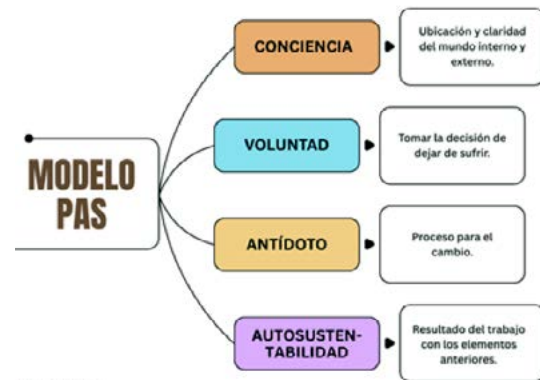 MODELO
PAS
CONCIENCIA
Ubicación y claridad
del mundo interno y
externo.
VOLUNTAD
Tomar la decisión de
dejar de sufrir.
ANTÍDOTO
Proceso para el
cambio.
AUTOSUSTEN-
TABILIDAD
Resultado del trabajo
con los elementos
anteriores.